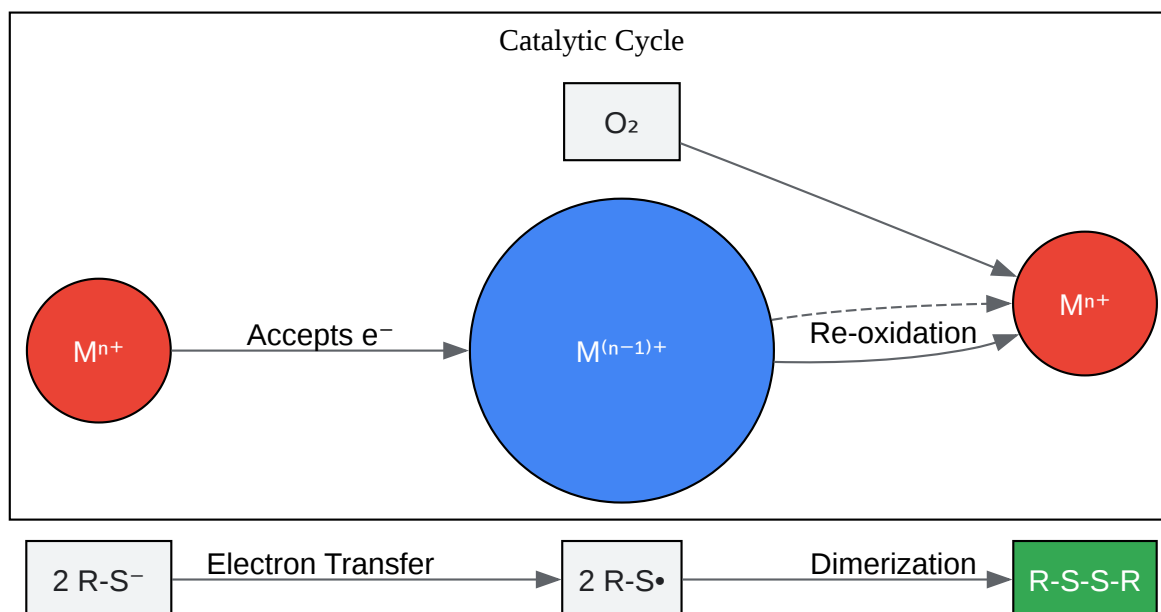 Catalytic Cycle
O₂
Mⁿ⁺
Accepts e⁻
M⁽ⁿ⁻¹⁾⁺
Re-oxidation
Mⁿ⁺
2 R-S⁻
Electron Transfer
2 R-S•
Dimerization
R-S-S-R